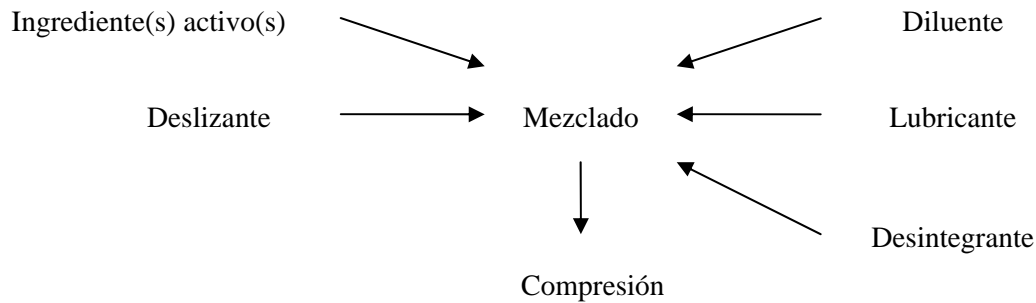 Ingrediente(s) activo(s)
Diluente
Deslizante
Mezclado
Lubricante
Desintegrante
Compresión